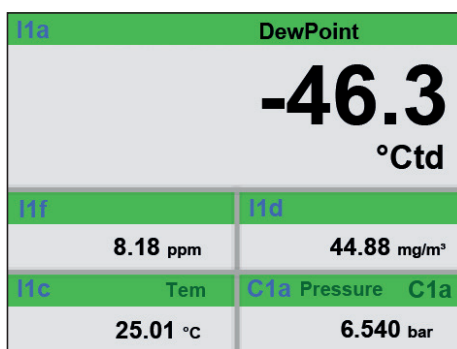 I1a DewPoint
-46.3
°Ctd
I1f I1d
8.18 ppm 44.88 mg/m³
I1c Tem C1a Pressure C1a
25.01 °C 6.540 bar